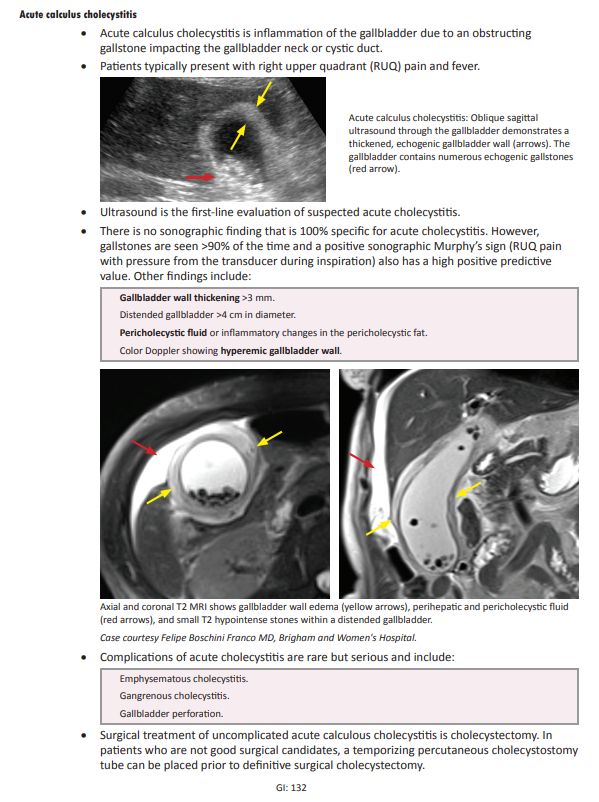 Acute calculus cholecystitis
• Acute calculus cholecystitis is inflammation of the gallbladder due to an obstructing
gallstone impacting the gallbladder neck or cystic duct.
• Patients typically present with right upper quadrant (RUQ) pain and fever.
Acute calculus cholecystitis: Oblique sagittal
ultrasound through the gallbladder demonstrates a
thickened, echogenic gallbladder wall (arrows). The
gallbladder contains numerous echogenic gallstones
(red arrow).
• Ultrasound is the first-line evaluation of suspected acute cholecystitis.
• There is no sonographic finding that is 100% specific for acute cholecystitis. However,
gallstones are seen >90% of the time and a positive sonographic Murphy's sign (RUQ pain
with pressure from the transducer during inspiration) also has a high positive predictive
value. Other findings include:
Gallbladder wall thickening >3 mm.
Distended gallbladder >4 cm in diameter.
Pericholecystic fluid or inflammatory changes in the pericholecystic fat.
Color Doppler showing hyperemic gallbladder wall.
Axial and coronal T2 MRI shows gallbladder wall edema (yellow arrows), perihepatic and pericholecystic fluid
(red arrows), and small T2 hypointense stones within a distended gallbladder.
Case courtesy Felipe Boschini Franco MD, Brigham and Women's Hospital.
• Complications of acute cholecystitis are rare but serious and include:
Emphysematous cholecystitis.
Gangrenous cholecystitis.
Gallbladder perforation.
• Surgical treatment of uncomplicated acute calculous cholecystitis is cholecystectomy. In
patients who are not good surgical candidates, a temporizing percutaneous cholecystostomy
tube can be placed prior to definitive surgical cholecystectomy.
GI: 132